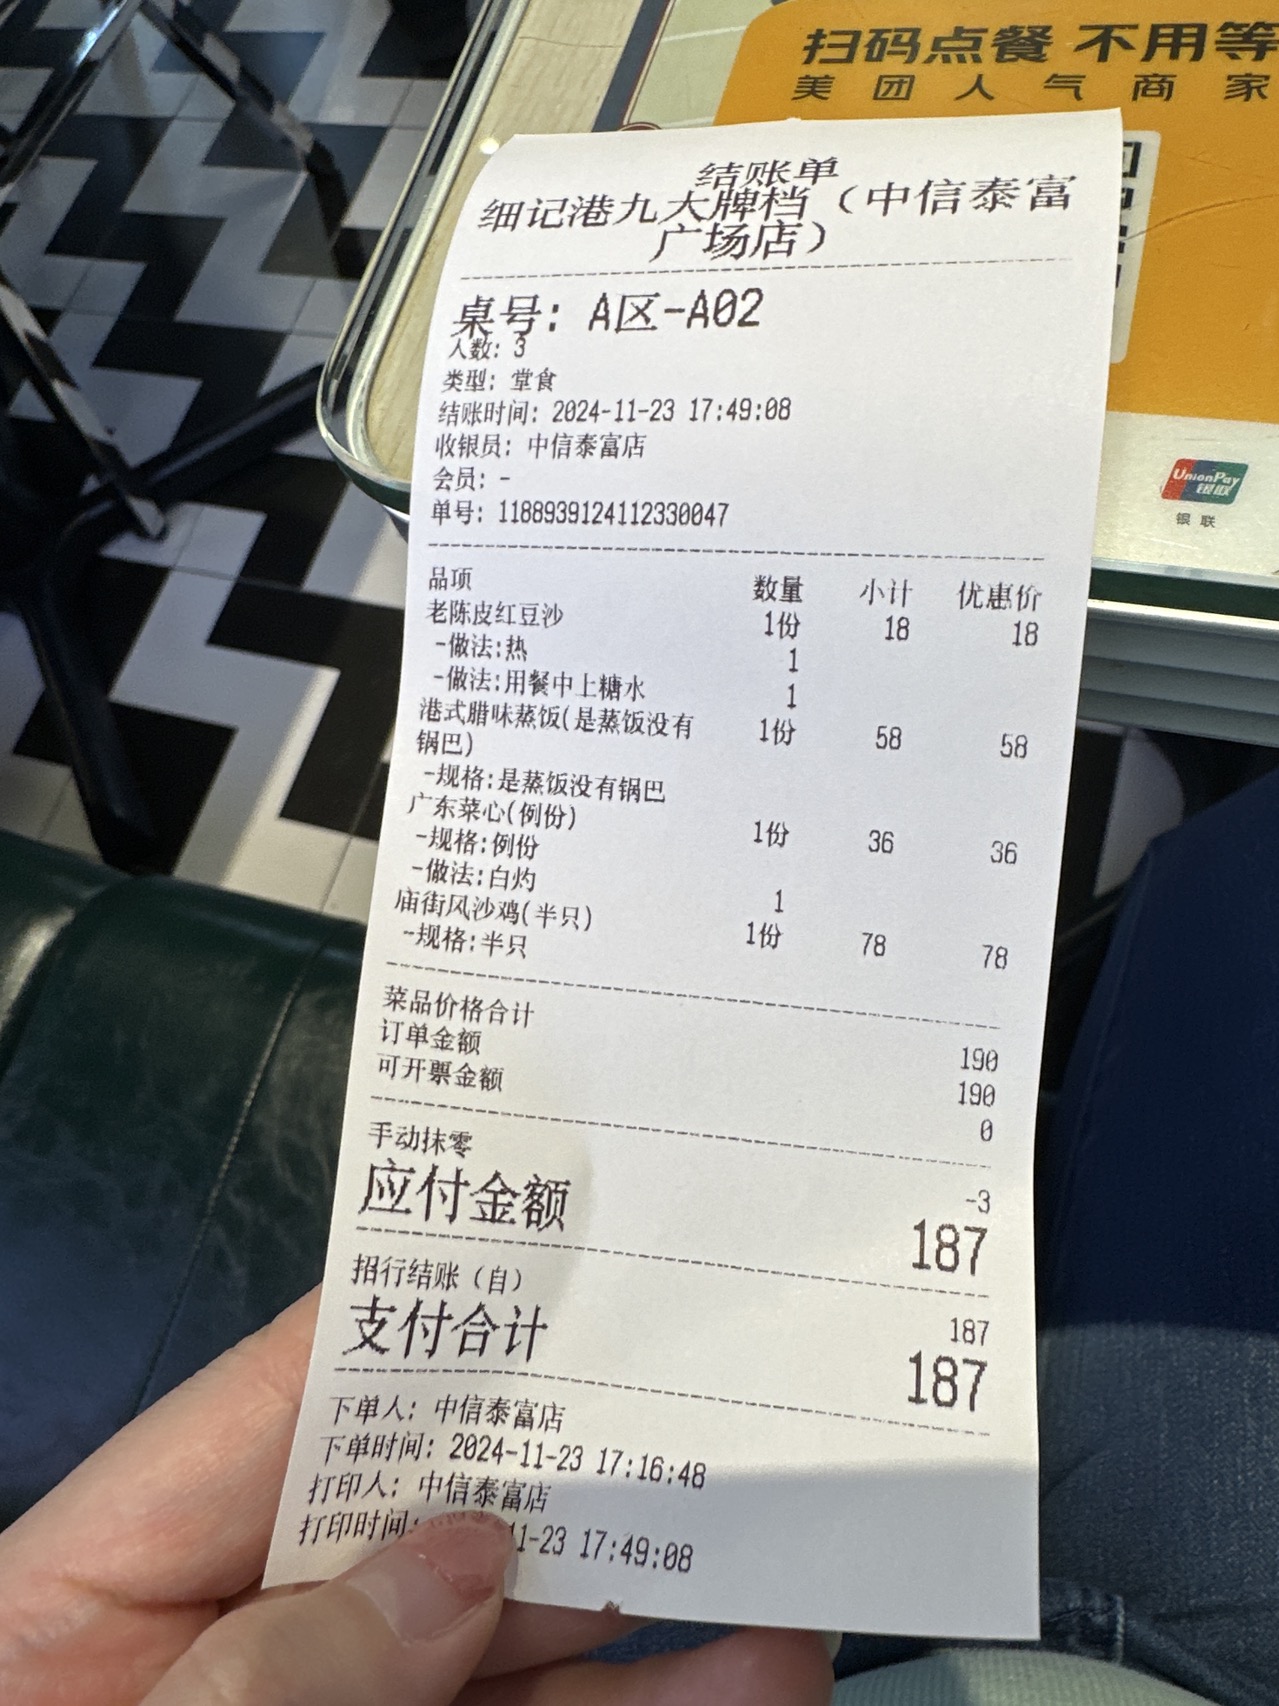 扫码点餐 不用等
美团人气商家
UnionPay
银联
银联
结账单
细记港九大牌档（中信泰富
广场店）
桌号: A区-A02
人数: 3
类型: 堂食
结账时间: 2024-11-23 17:49:08
收银员: 中信泰富店
会员: -
单号: 1188939124112330047
品项 数量 小计 优惠价
老陈皮红豆沙 1份 18 18
-做法:热 1
-做法:用餐中上糖水 1
港式腊味蒸饭(是蒸饭没有 1份 58 58
锅巴)
-规格:是蒸饭没有锅巴
广东菜心(例份) 1份 36 36
-规格:例份
-做法:白灼 1
庙街风沙鸡(半只) 1份 78 78
-规格:半只
菜品价格合计 190
订单金额 190
可开票金额 0
手动抹零 -3
应付金额 187
招行结账（自） 187
支付合计 187
下单人: 中信泰富店
下单时间: 2024-11-23 17:16:48
打印人: 中信泰富店
打印时间: 11-23 17:49:08